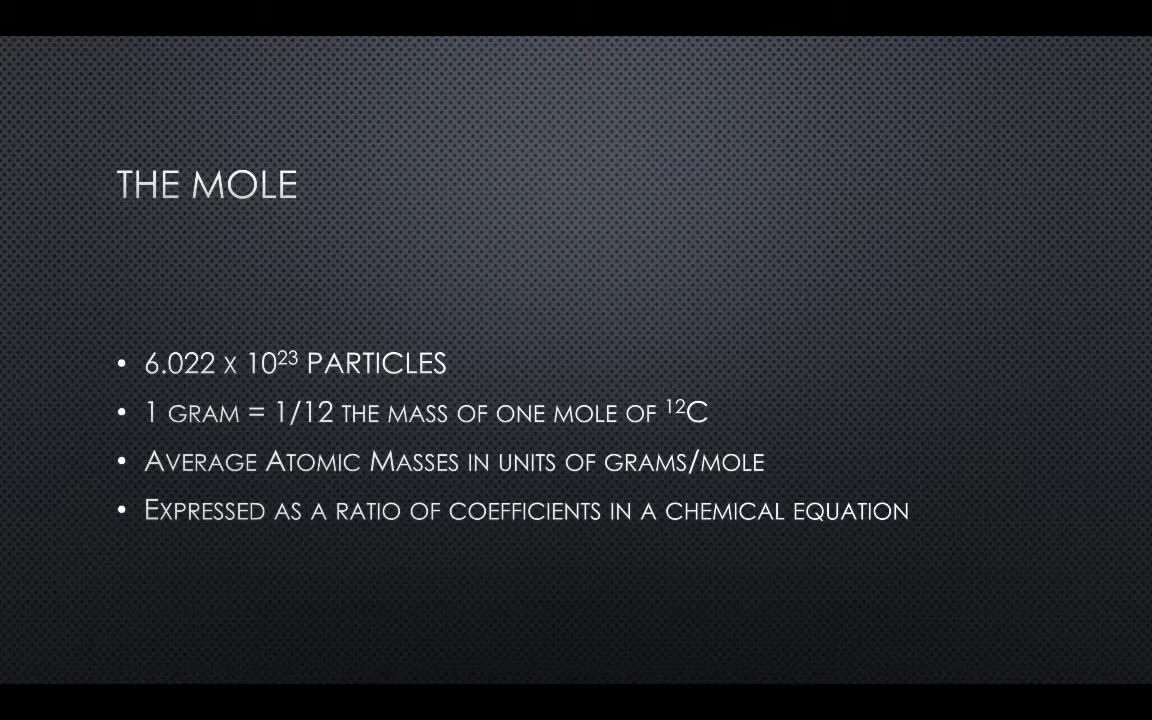 THE MOLE
• 6.022 X 10²³ PARTICLES
• 1 GRAM = 1/12 THE MASS OF ONE MOLE OF ¹²C
• AVERAGE ATOMIC MASSES IN UNITS OF GRAMS/MOLE
• EXPRESSED AS A RATIO OF COEFFICIENTS IN A CHEMICAL EQUATION